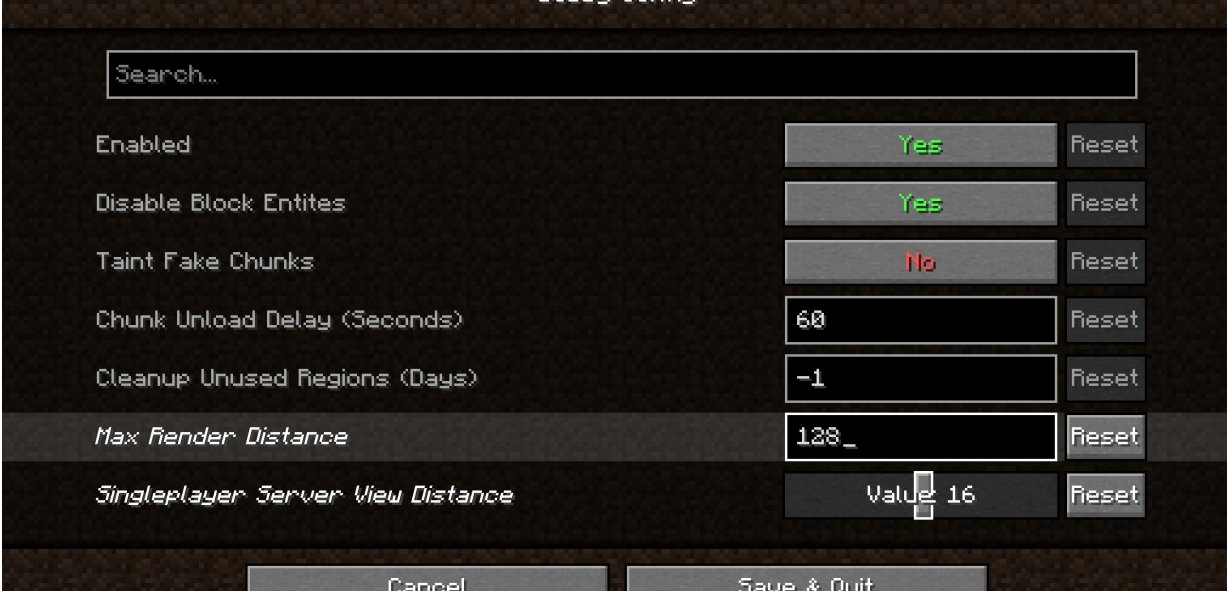 Search...
Enabled Yes Reset
Disable Block Entites Yes Reset
Taint Fake Chunks No Reset
Chunk Unload Delay (Seconds) 60 Reset
Cleanup Unused Regions (Days) -1 Reset
Max Render Distance 128_ Reset
Singleplayer Server View Distance Value: 16 Reset
Cancel Save & Quit